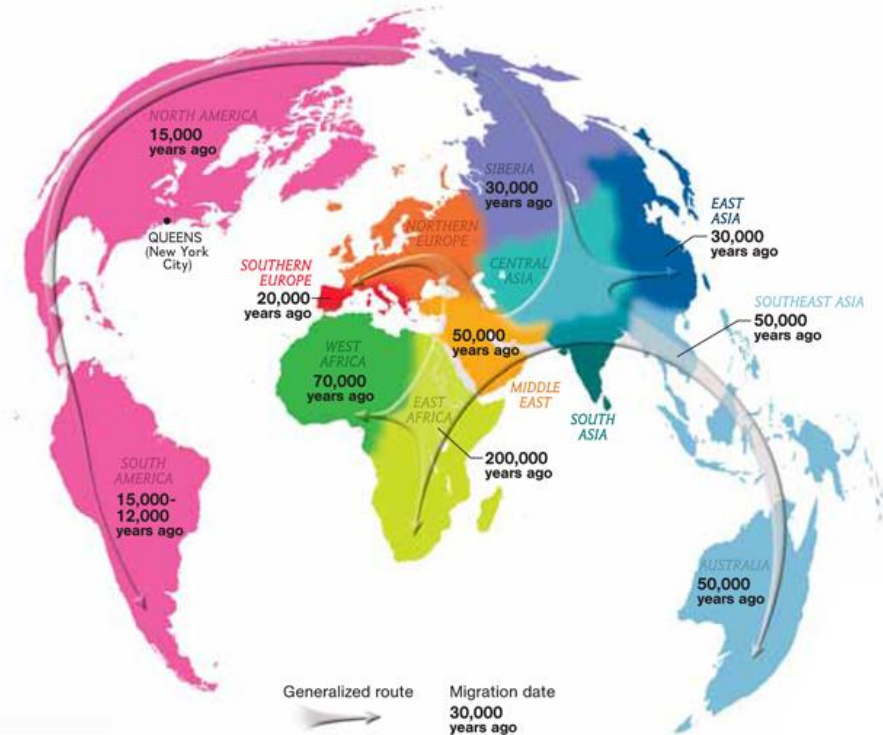 NORTH AMERICA
15,000
years ago
QUEENS
(New York
City)
SIBERIA
30,000
years ago
EAST
ASIA
30,000
years ago
NORTHERN
EUROPE
SOUTHERN
EUROPE
20,000
years ago
CENTRAL
ASIA
SOUTHEAST ASIA
50,000
years ago
50,000
years ago
MIDDLE
EAST
WEST
AFRICA
70,000
years ago
EAST
AFRICA
200,000
years ago
SOUTH
ASIA
SOUTH
AMERICA
15,000-
12,000
years ago
AUSTRALIA
50,000
years ago
Generalized route
Migration date
30,000
years ago